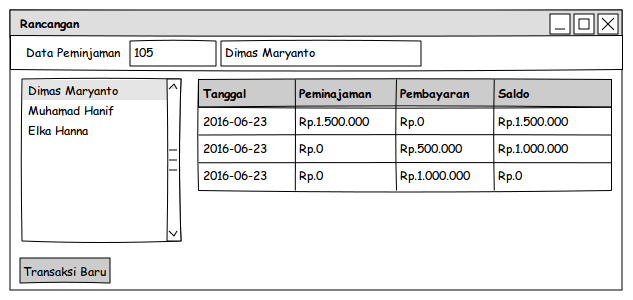 Rancangan
Data Peminjaman 105 Dimas Maryanto
Dimas Maryanto
Muhamad Hanif
Elka Hanna
Tanggal Peminajaman Pembayaran Saldo
2016-06-23 Rp.1.500.000 Rp.0 Rp.1.500.000
2016-06-23 Rp.0 Rp.500.000 Rp.1.000.000
2016-06-23 Rp.0 Rp.1.000.000 Rp.0
Transaksi Baru